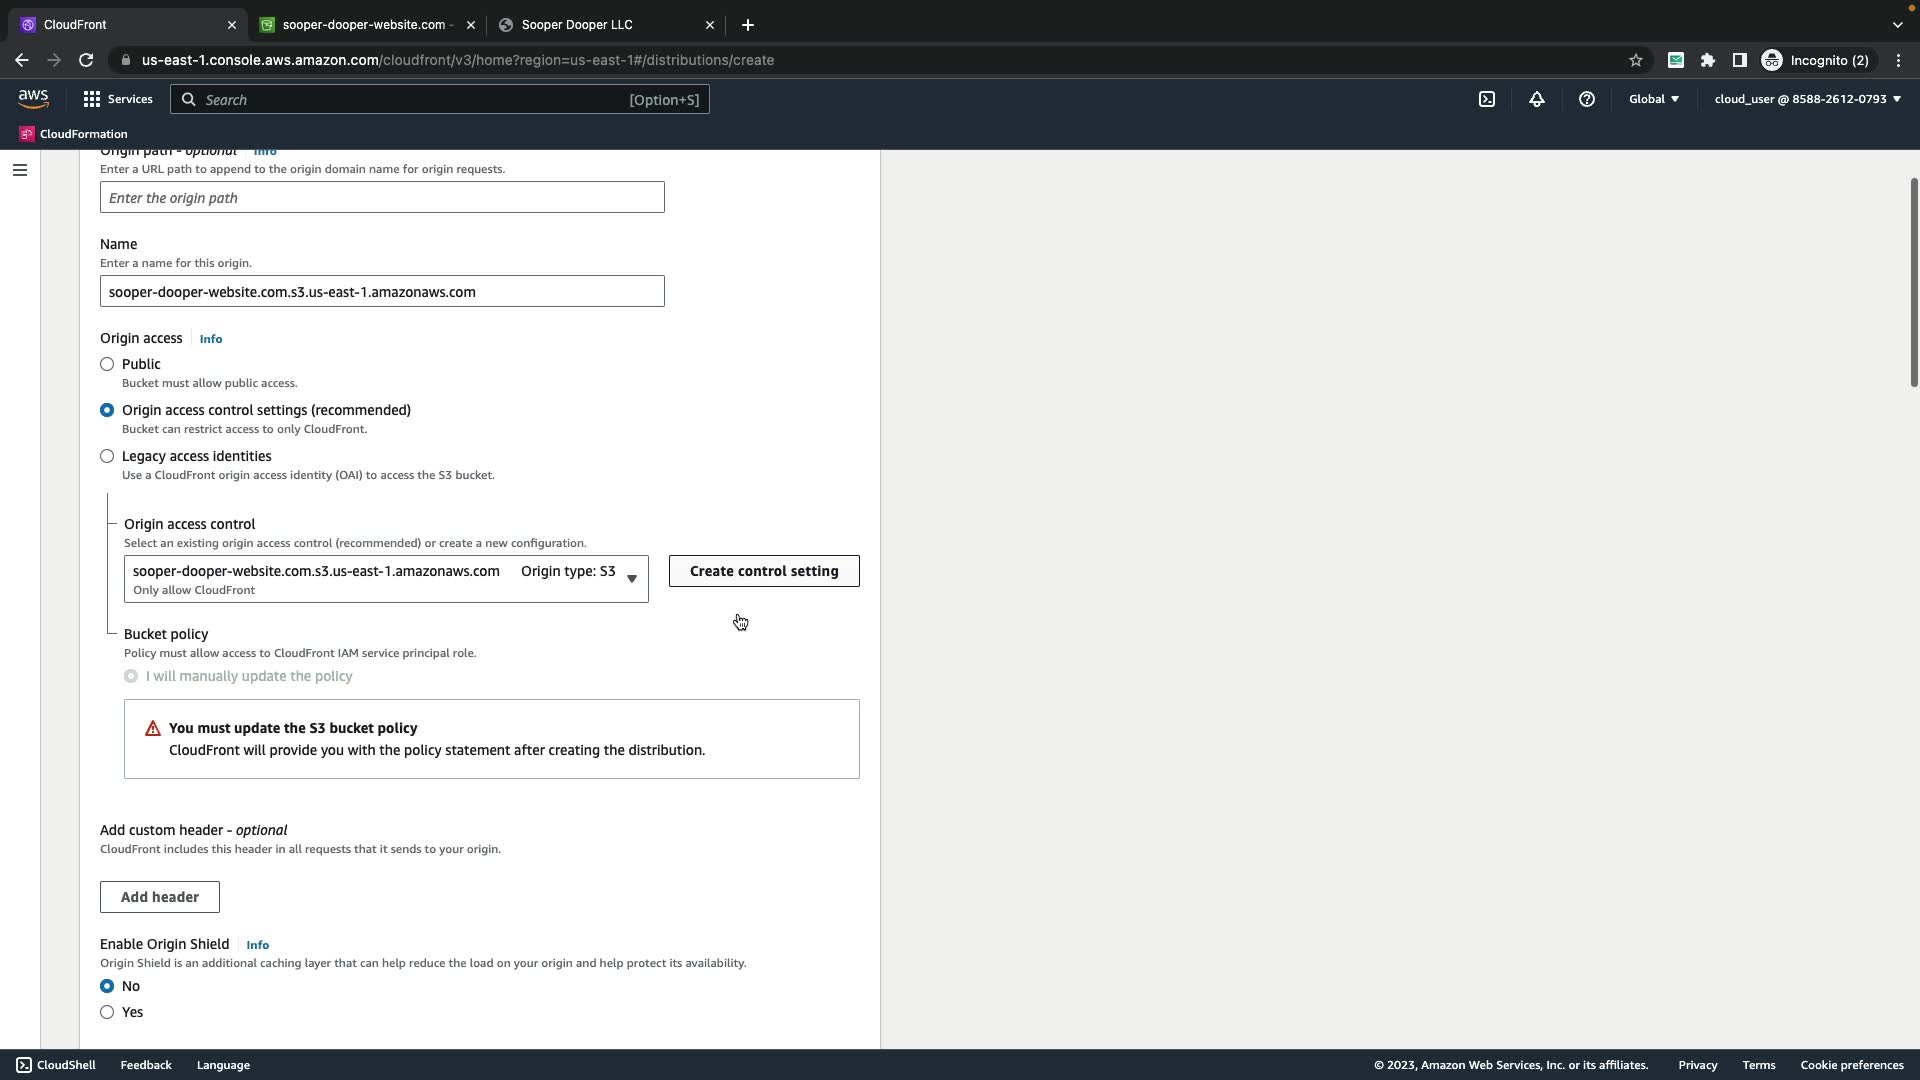 CloudFront
sooper-dooper-website.com -
Sooper Dooper LLC
us-east-1.console.aws.amazon.com/cloudfront/v3/home?region=us-east-1#/distributions/create
Incognito (2)
aws
Services
Search
[Option+S]
Global
cloud_user @ 8588-2612-0793
CloudFormation
Origin path - optional
Info
Enter a URL path to append to the origin domain name for origin requests.
Enter the origin path
Name
Enter a name for this origin.
sooper-dooper-website.com.s3.us-east-1.amazonaws.com
Origin access
Info
Public
Bucket must allow public access.
Origin access control settings (recommended)
Bucket can restrict access to only CloudFront.
Legacy access identities
Use a CloudFront origin access identity (OAI) to access the S3 bucket.
Origin access control
Select an existing origin access control (recommended) or create a new configuration.
sooper-dooper-website.com.s3.us-east-1.amazonaws.com
Origin type: S3
Only allow CloudFront
Create control setting
Bucket policy
Policy must allow access to CloudFront IAM service principal role.
I will manually update the policy
You must update the S3 bucket policy
CloudFront will provide you with the policy statement after creating the distribution.
Add custom header - optional
CloudFront includes this header in all requests that it sends to your origin.
Add header
Enable Origin Shield
Info
Origin Shield is an additional caching layer that can help reduce the load on your origin and help protect its availability.
No
Yes
CloudShell
Feedback
Language
© 2023, Amazon Web Services, Inc. or its affiliates.
Privacy
Terms
Cookie preferences